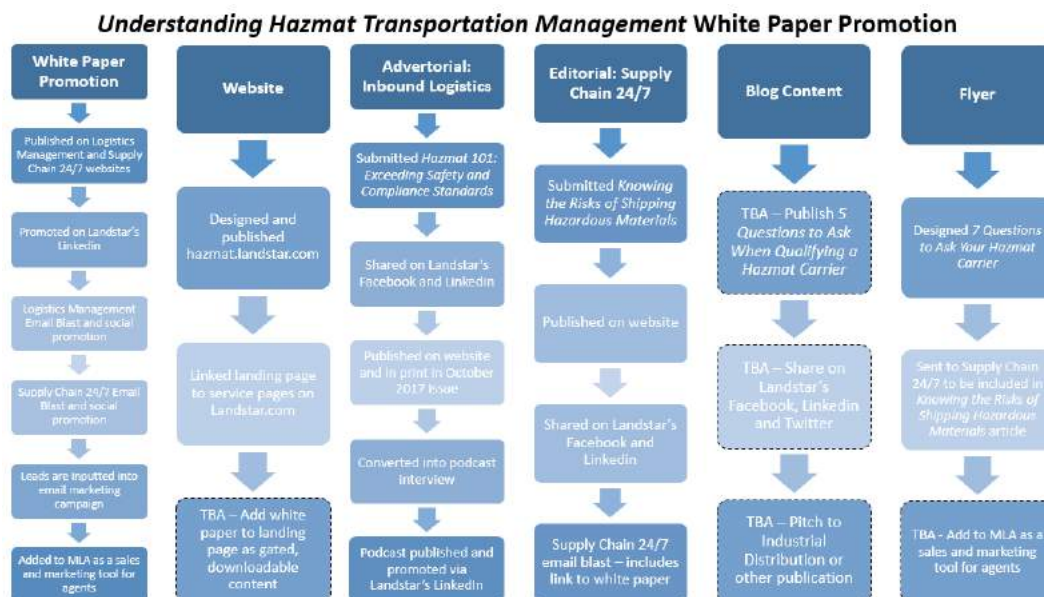 Understanding Hazmat Transportation Management White Paper Promotion
White Paper
Promotion
Published on Logistics
Management and Supply
Chain 24/7 websites
Promoted on Landstar's
Linkedin
Logistics Management
Email Blast and social
promotion
Supply Chain 24/7 Email
Blast and social
promotion
Leads are inputted into
email marketing
campaign
Added to MLA as a sales
and marketing tool for
agents
Website
Designed and
published
hazmat.landstar.com
Linked landing page
to service pages on
Landstar.com
TBA – Add white
paper to landing
page as gated,
downloadable
content
Advertorial:
Inbound Logistics
Submitted Hazmat 101:
Exceeding Safety and
Compliance Standards
Shared on Landstar's
Facebook and Linkedin
Published on website
and in print in October
2017 issue
Converted into podcast
interview
Podcast published and
promoted via
Landstar's LinkedIn
Editorial: Supply
Chain 24/7
Submitted Knowing
the Risks of Shipping
Hazardous Materials
Published on website
Shared on Landstar's
Facebook and
Linkedin
Supply Chain 24/7
email blast – includes
link to white paper
Blog Content
TBA – Publish 5
Questions to Ask
When Qualifying a
Hazmat Carrier
TBA – Share on
Landstar's
Facebook, Linkedin
and Twitter
TBA – Pitch to
Industrial
Distribution or
other publication
Flyer
Designed 7 Questions
to Ask Your Hazmat
Carrier
Sent to Supply Chain
24/7 to be included in
Knowing the Risks of
Shipping Hazardous
Materials article
TBA - Add to MLA as a
sales and marketing
tool for agents